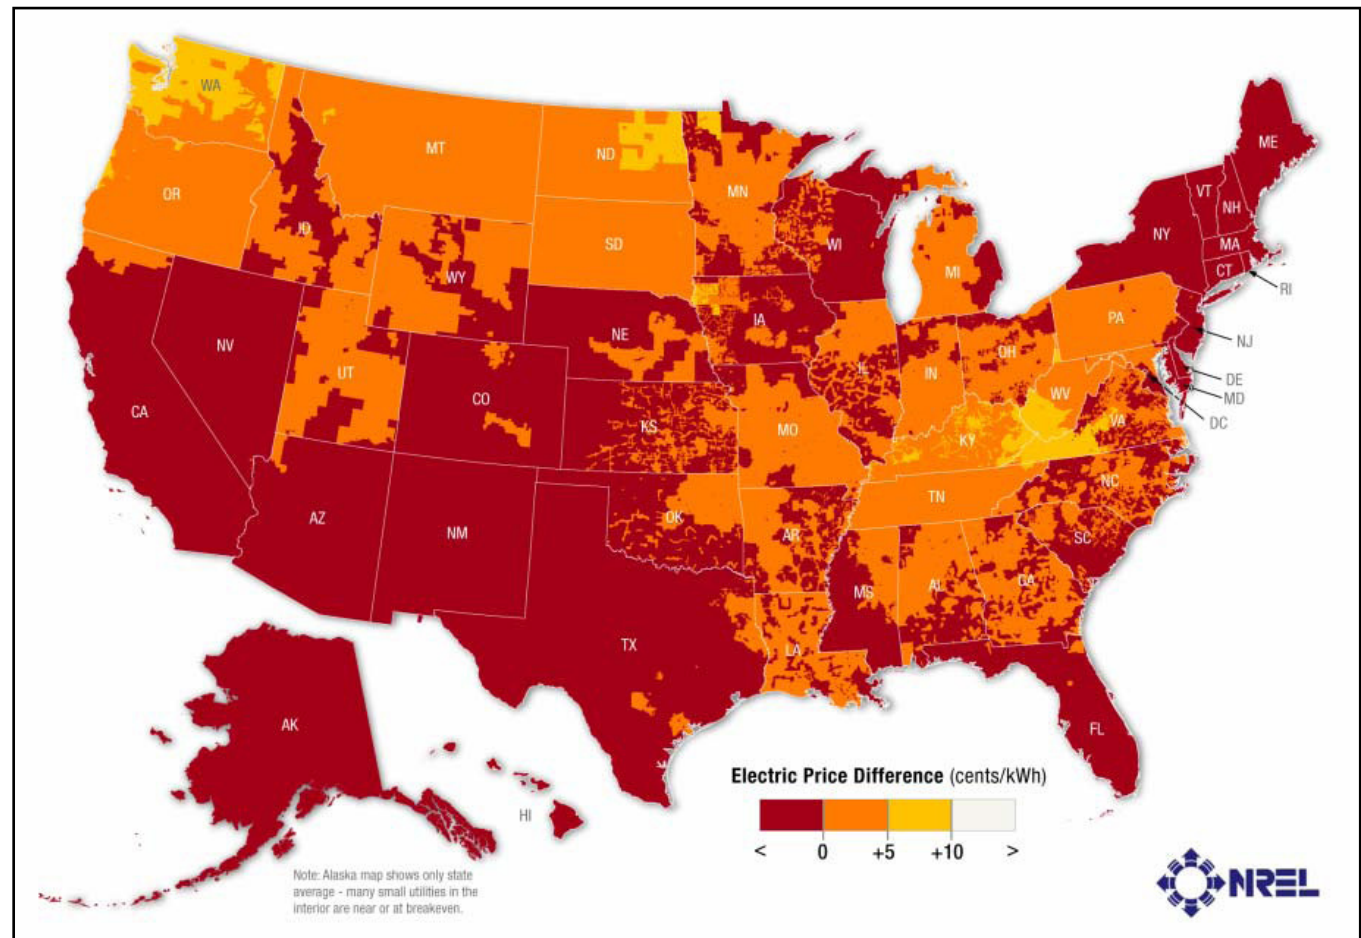 WA
MT
ND
MN
OR
ID
WY
SD
WI
MI
ME
VT
NH
NY
MA
CT
RI
NV
UT
CO
NE
IA
IL
IN
OH
PA
NJ
DE
MD
DC
CA
KS
MO
KY
WV
VA
AZ
NM
OK
AR
TN
NC
SC
TX
LA
MS
AL
GA
FL
AK
HI
Electric Price Difference (cents/kWh)
< 0 +5 +10 >
Note: Alaska map shows only state
average - many small utilities in the
interior are near or at breakeven.
NREL